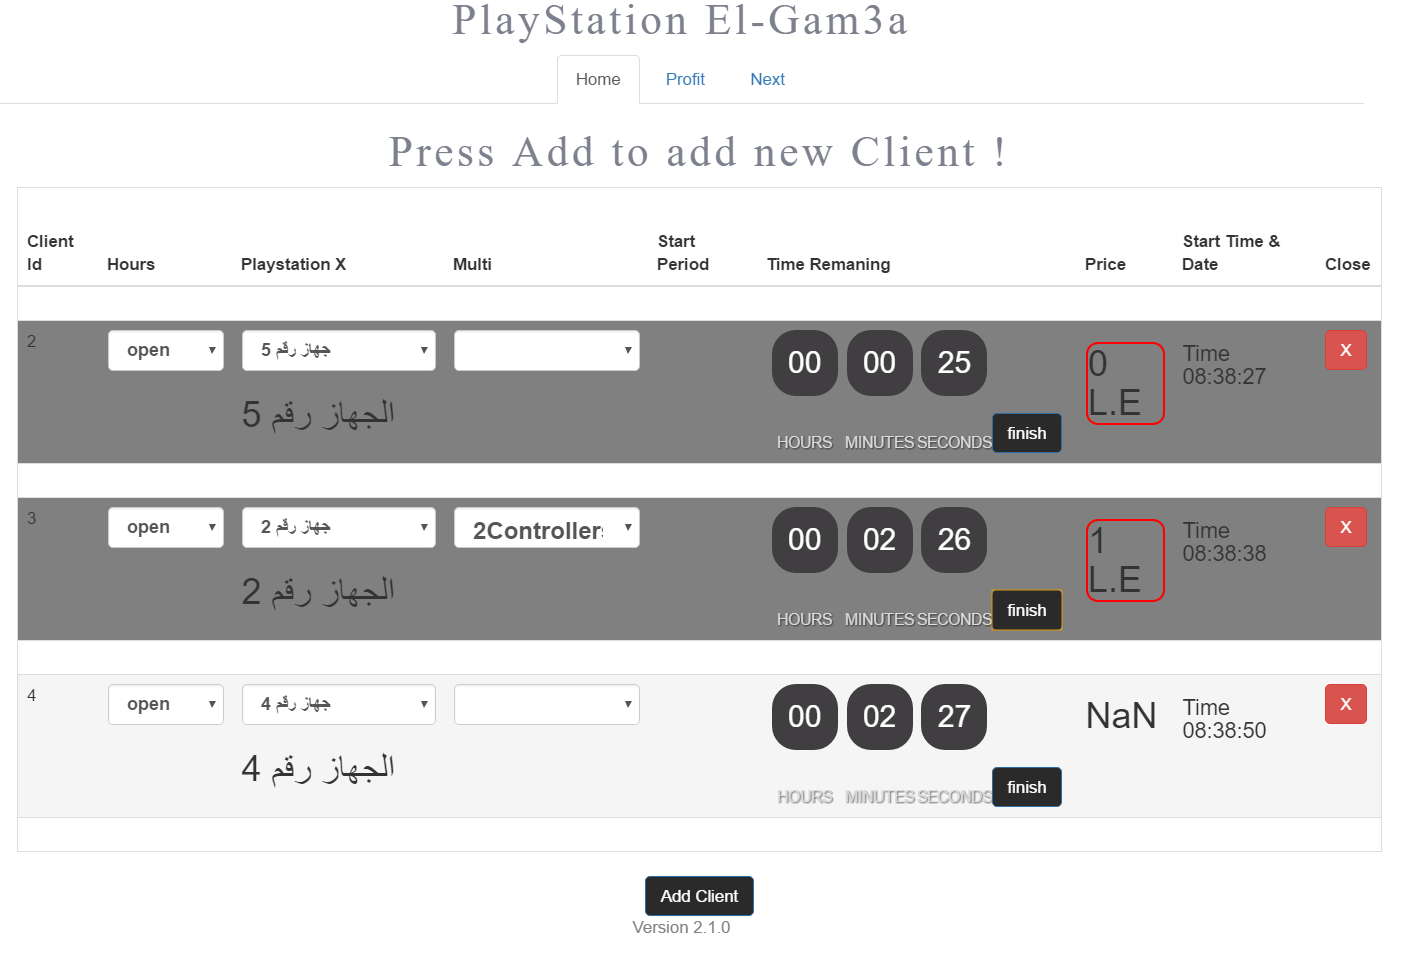 PlayStation El-Gam3a
Home Profit Next
Press Add to add new Client !
Client Id Hours Playstation X Multi Start Period Time Remaning Price Start Time & Date Close
2 open جهاز رقم 5 00 00 25 0 L.E Time 08:38:27 X
الجهاز رقم 5
HOURS MINUTES SECONDS finish
3 open جهاز رقم 2 2Controllers 00 02 26 1 L.E Time 08:38:38 X
الجهاز رقم 2
HOURS MINUTES SECONDS finish
4 open جهاز رقم 4 00 02 27 NaN Time 08:38:50 X
الجهاز رقم 4
HOURS MINUTES SECONDS finish
Add Client
Version 2.1.0